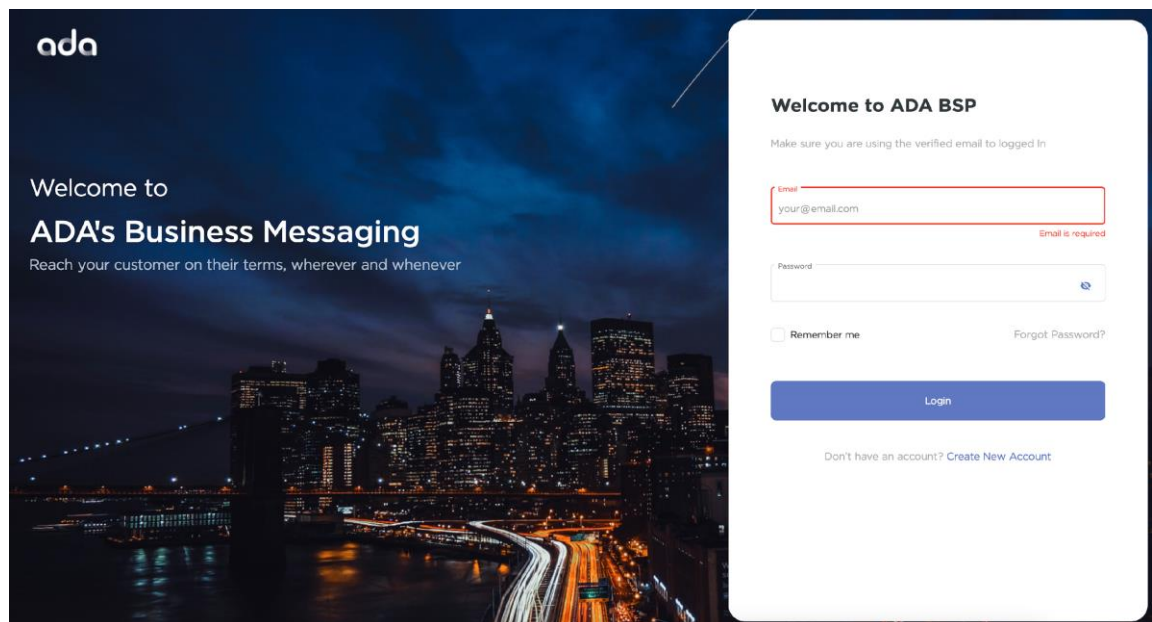 ada
Welcome to
ADA's Business Messaging
Reach your customer on their terms, wherever and whenever
Welcome to ADA BSP
Make sure you are using the verified email to logged In
Email
your@email.com
Email is required
Password
Remember me
Forgot Password?
Login
Don't have an account? Create New Account